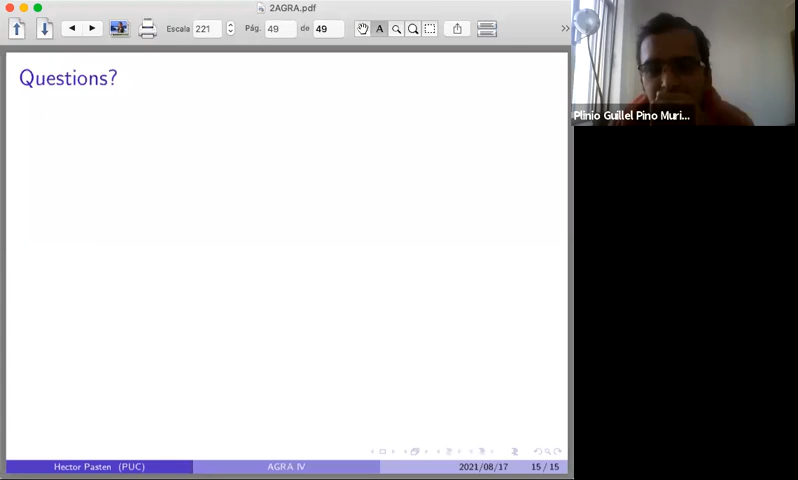 2AGRA.pdf
Escala 221 Pág. 49 de 49
Plinio Guillel Pino Muri...
Questions?
Hector Pasten (PUC) AGRA IV 2021/08/17 15 / 15